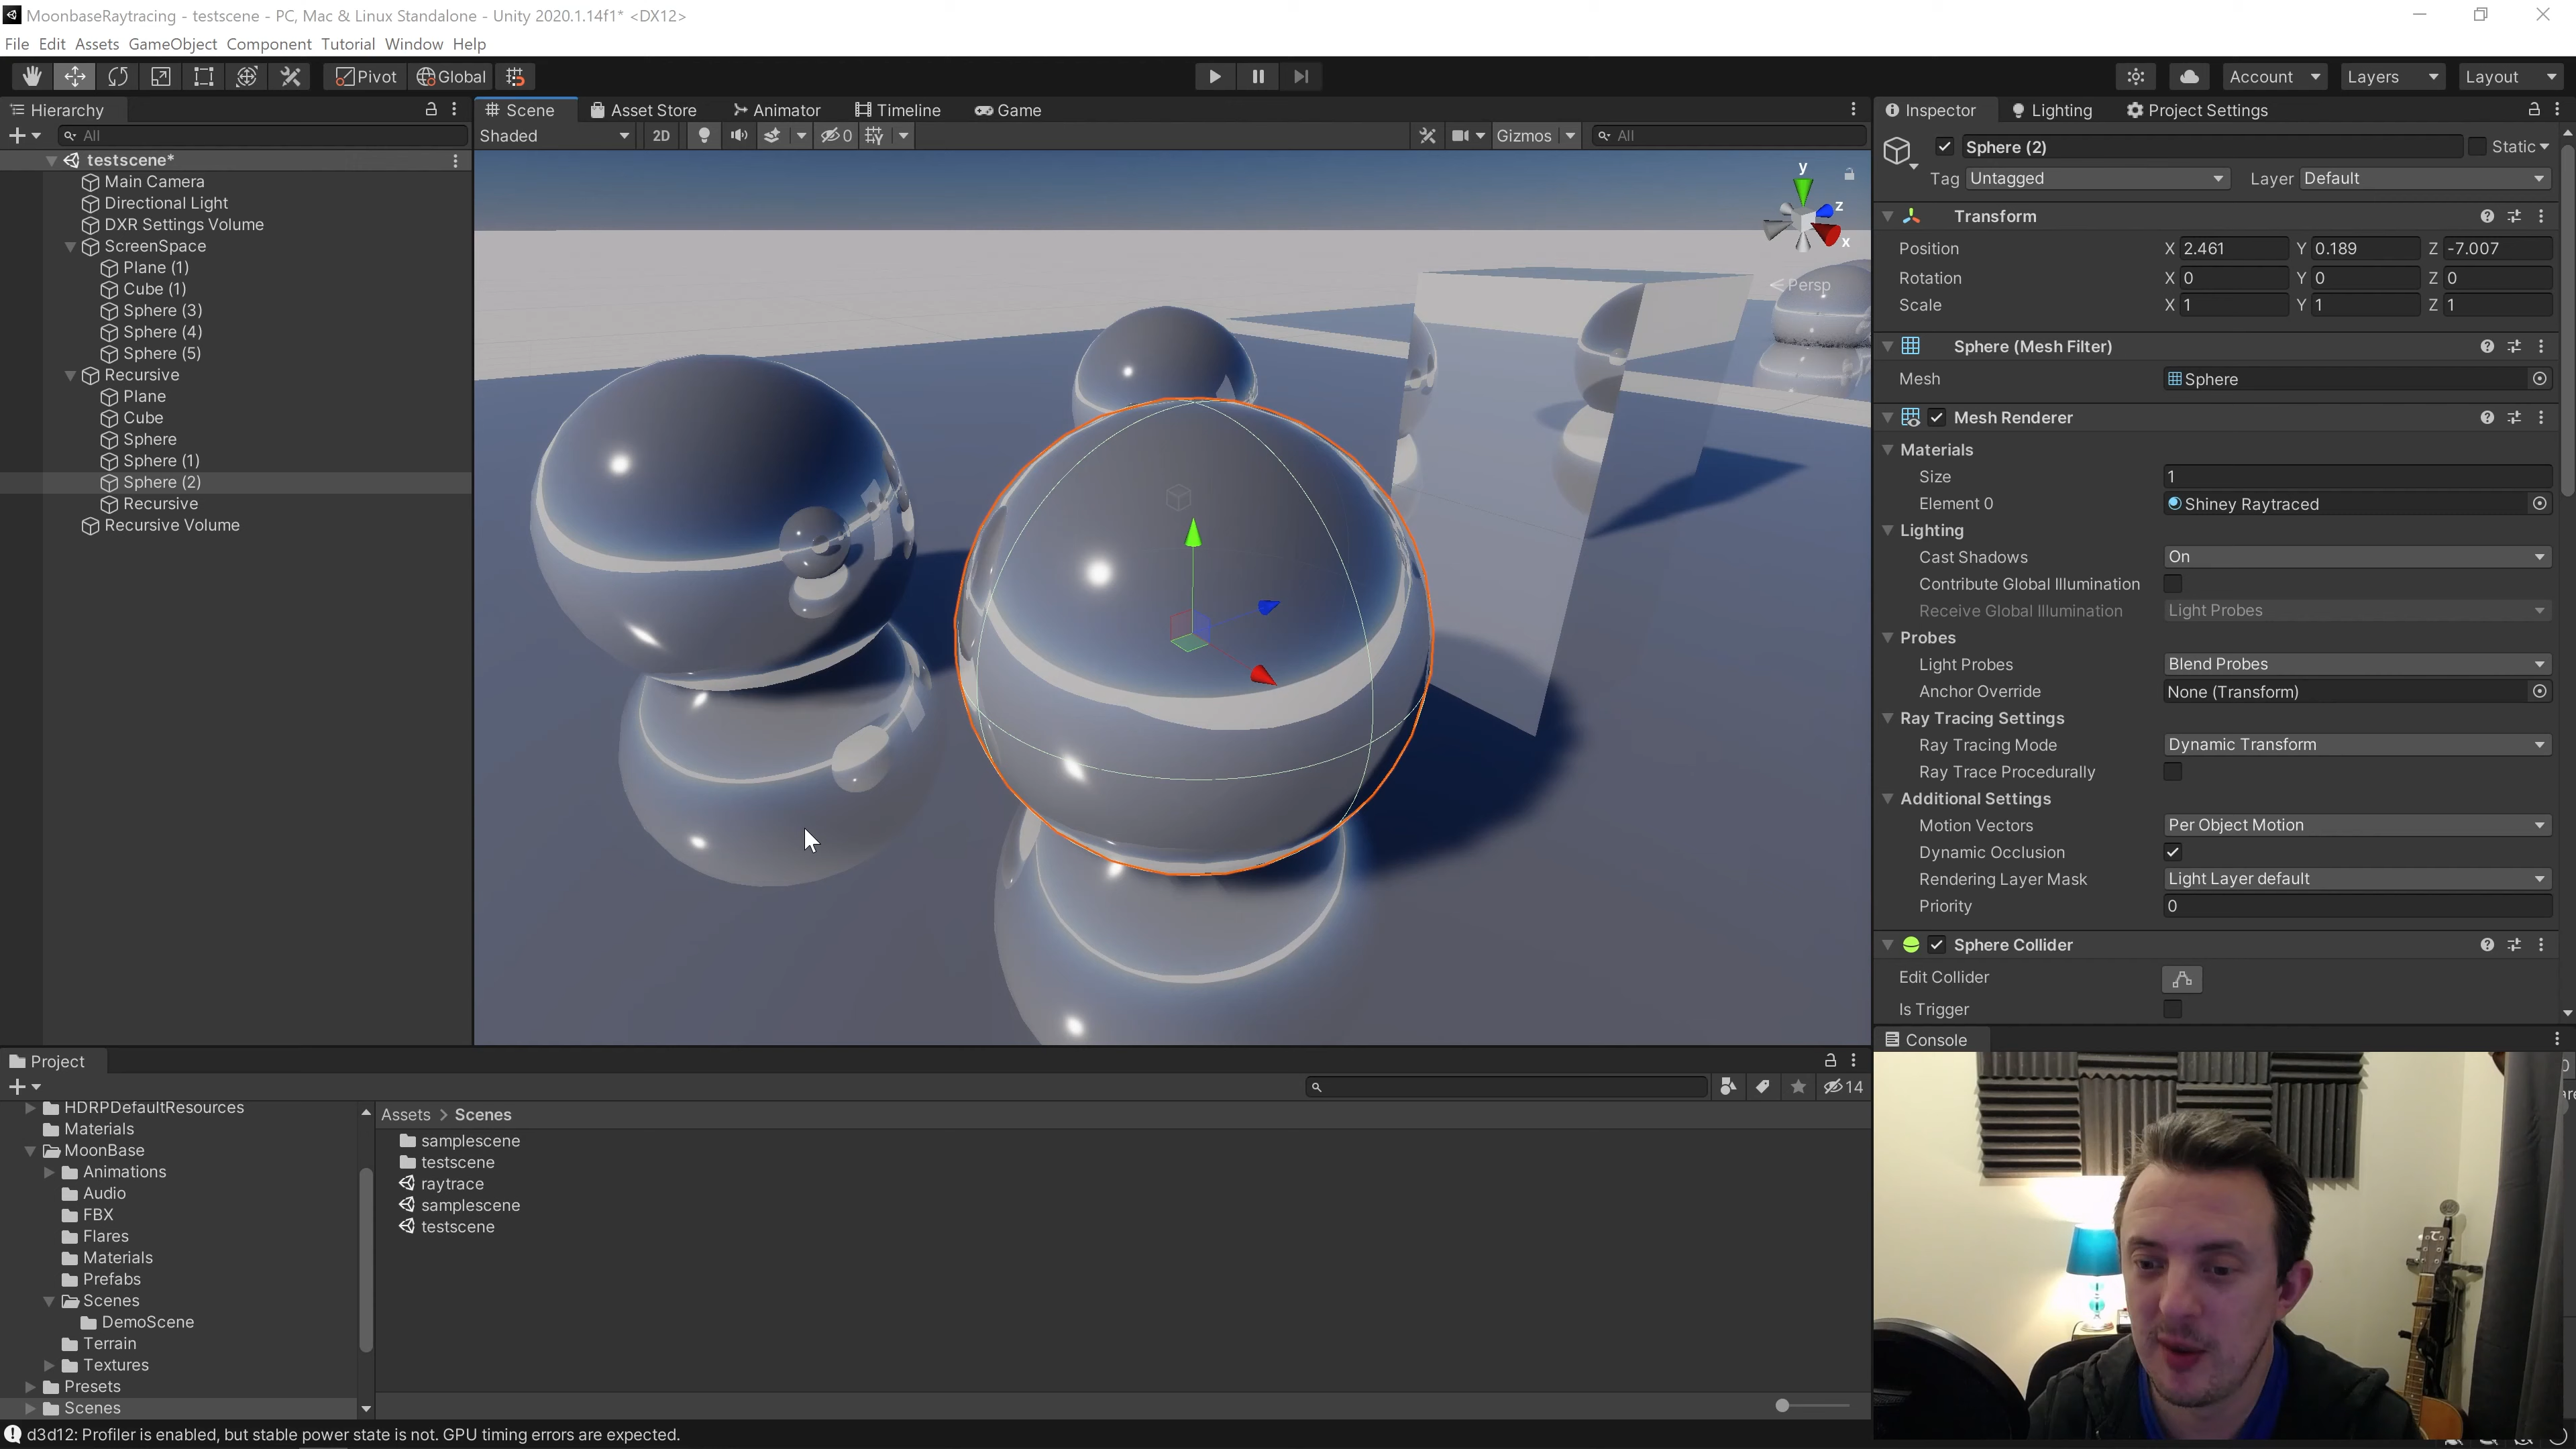 MoonbaseRaytracing - testscene - PC, Mac & Linux Standalone - Unity 2020.1.14f1* <DX12>
File Edit Assets GameObject Component Tutorial Window Help
Pivot Global Account Layers Layout
Hierarchy
All
testscene*
Main Camera
Directional Light
DXR Settings Volume
ScreenSpace
Plane (1)
Cube (1)
Sphere (3)
Sphere (4)
Sphere (5)
Recursive
Plane
Cube
Sphere
Sphere (1)
Sphere (2)
Recursive
Recursive Volume
Scene Asset Store Animator Timeline Game
Shaded 2D 0 Gizmos All
y
z
x
Persp
Inspector Lighting Project Settings
Sphere (2) Static
Tag Untagged Layer Default
Transform
Position X 2.461 Y 0.189 Z -7.007
Rotation X 0 Y 0 Z 0
Scale X 1 Y 1 Z 1
Sphere (Mesh Filter)
Mesh Sphere
Mesh Renderer
Materials
Size 1
Element 0 Shiney Raytraced
Lighting
Cast Shadows On
Contribute Global Illumination
Receive Global Illumination Light Probes
Probes
Light Probes Blend Probes
Anchor Override None (Transform)
Ray Tracing Settings
Ray Tracing Mode Dynamic Transform
Ray Trace Procedurally
Additional Settings
Motion Vectors Per Object Motion
Dynamic Occlusion
Rendering Layer Mask Light Layer default
Priority 0
Sphere Collider
Edit Collider
Is Trigger
Console
Project
14
HDRPDefaultResources
Materials
MoonBase
Animations
Audio
FBX
Flares
Materials
Prefabs
Scenes
DemoScene
Terrain
Textures
Presets
Scenes
Assets > Scenes
samplescene
testscene
raytrace
samplescene
testscene
d3d12: Profiler is enabled, but stable power state is not. GPU timing errors are expected.